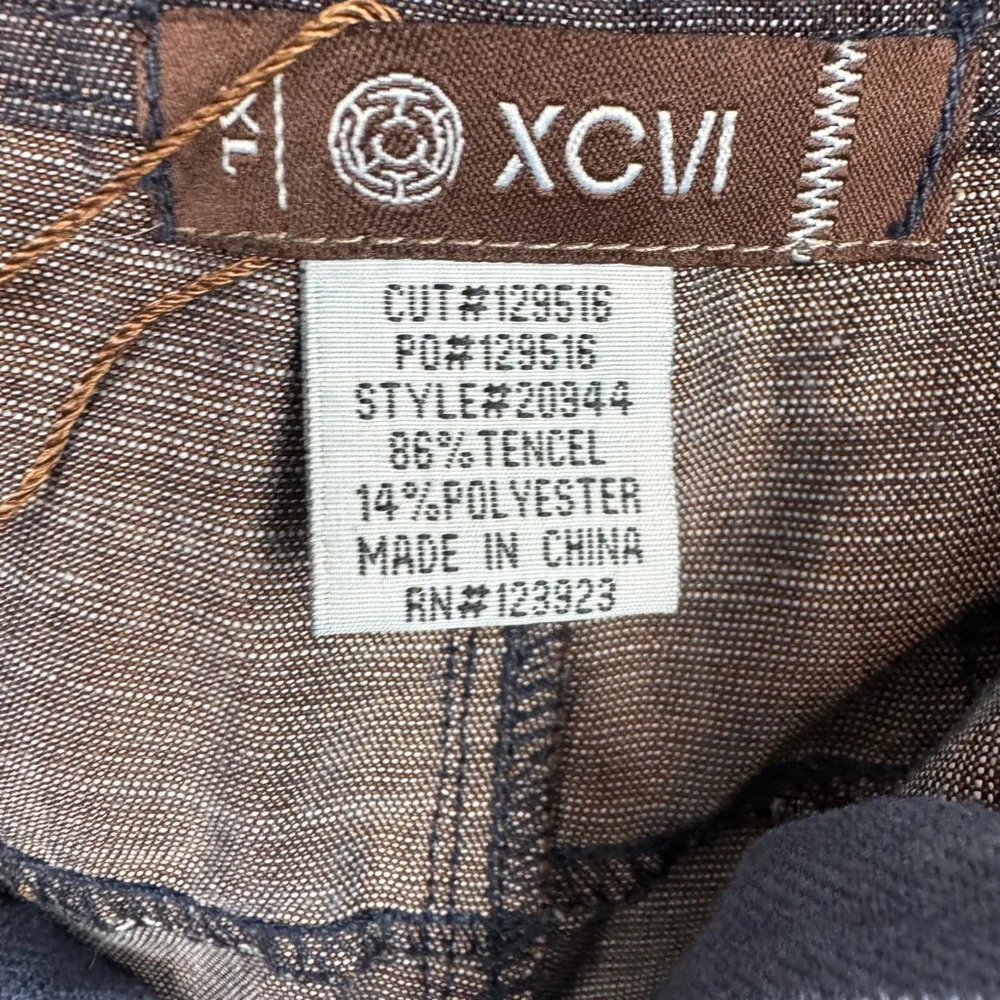 XL
XCVI
CUT#129516
PO#129516
STYLE#20944
86%TENCEL
14%POLYESTER
MADE IN CHINA
RN#123923